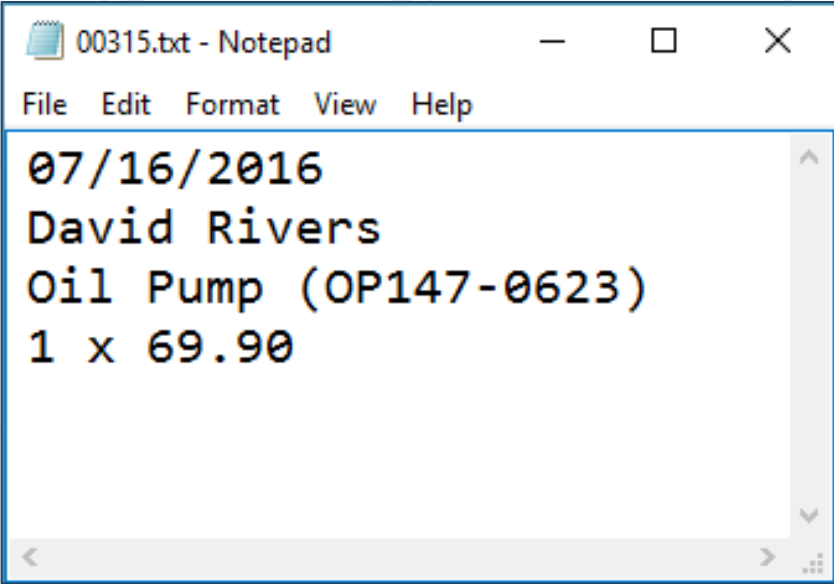 00315.txt - Notepad
File Edit Format View Help
07/16/2016
David Rivers
Oil Pump (OP147-0623)
1 x 69.90